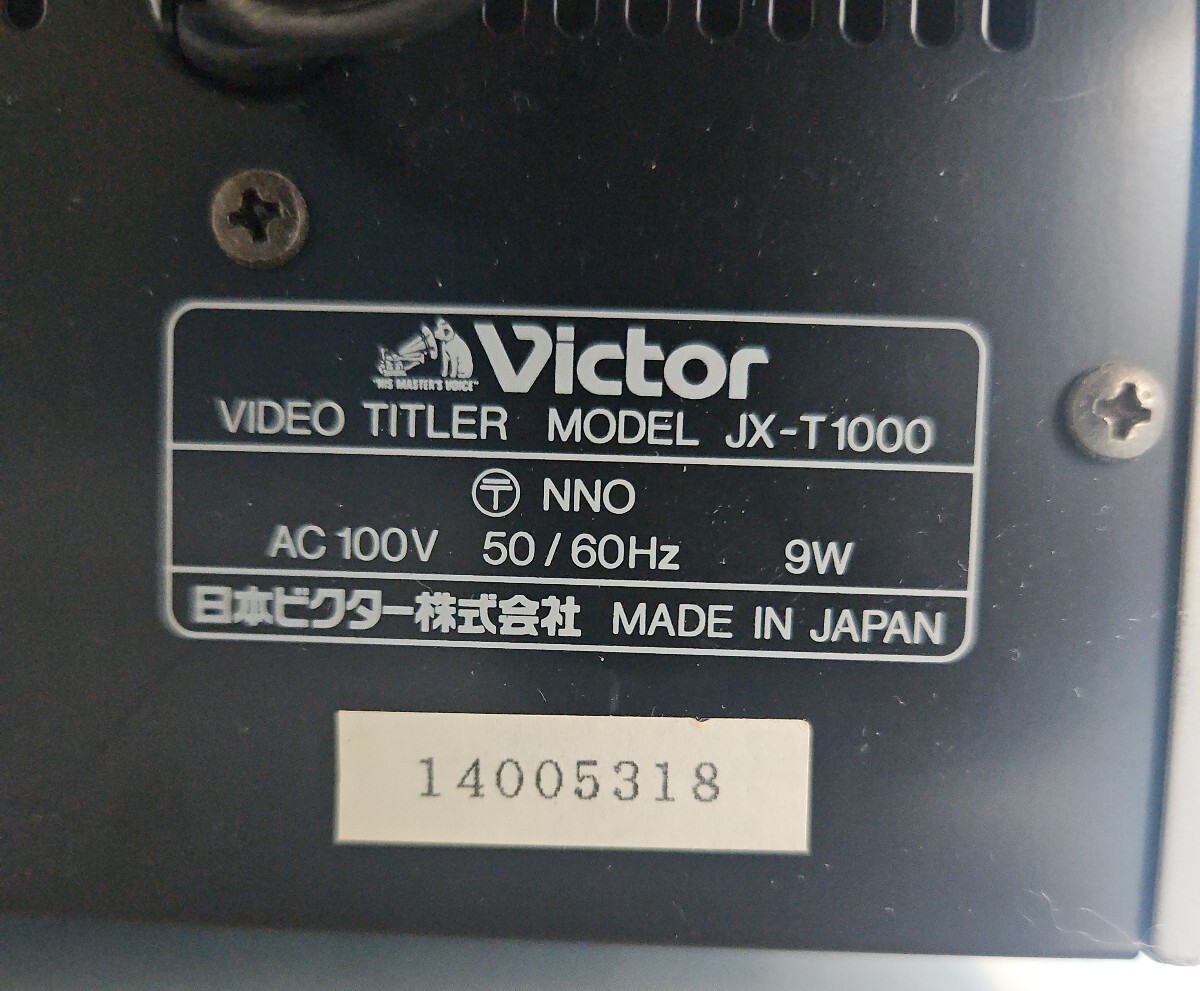 "HIS MASTER'S VOICE" Victor
VIDEO TITLER MODEL JX-T1000
〶 NNO
AC 100V 50/60Hz 9W
日本ビクター株式会社 MADE IN JAPAN
14005318